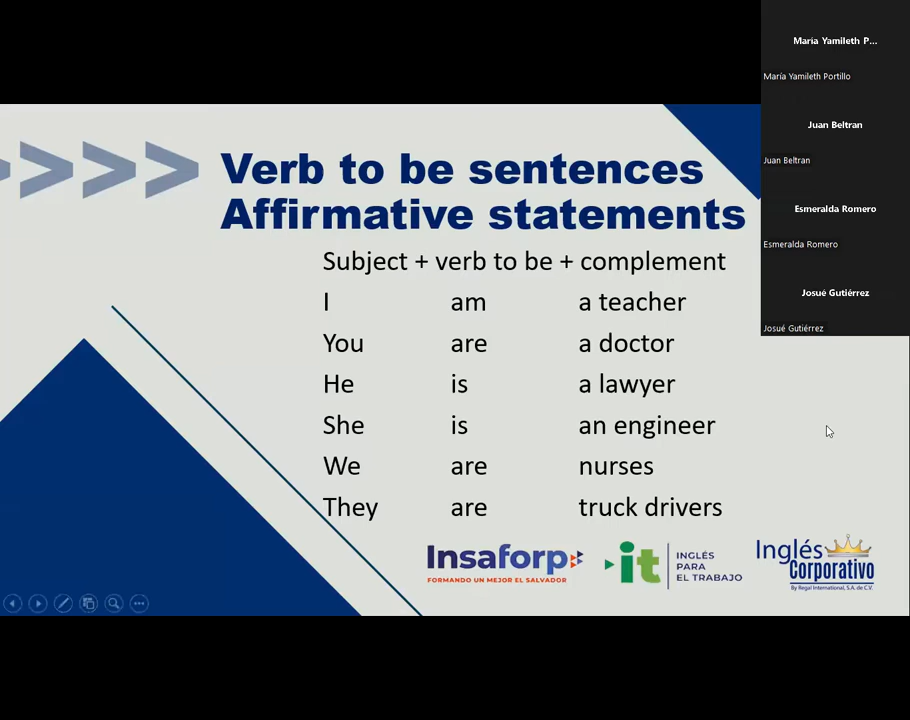 Verb to be sentences
Affirmative statements
Subject + verb to be + complement
I am a teacher
You are a doctor
He is a lawyer
She is an engineer
We are nurses
They are truck drivers
Insaforp
FORMANDO UN MEJOR EL SALVADOR
it
INGLÉS
PARA
EL TRABAJO
Inglés
Corporativo
By Regal International, S.A. de C.V.
María Yamileth P...
María Yamileth Portillo
Juan Beltran
Juan Beltran
Esmeralda Romero
Esmeralda Romero
Josué Gutiérrez
Josué Gutiérrez